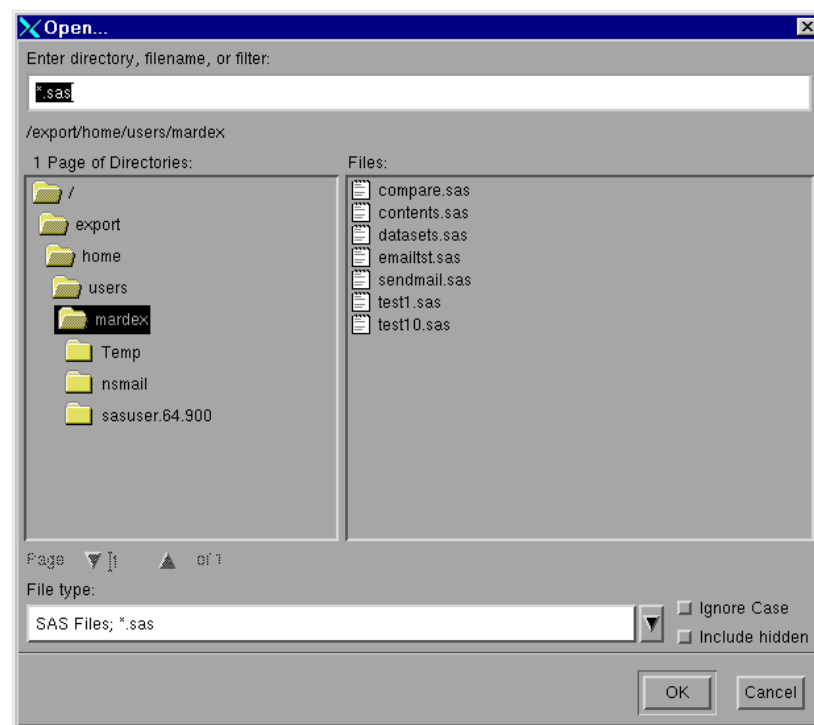 Open...
Enter directory, filename, or filter:
*.sas
/export/home/users/mardex
1 Page of Directories:
Files:
/
export
home
users
mardex
Temp
nsmail
sasuser.64.900
compare.sas
contents.sas
datasets.sas
emailtst.sas
sendmail.sas
test1.sas
test10.sas
Page 1 of 1
File type:
SAS Files; *.sas
Ignore Case
Include hidden
OK Cancel